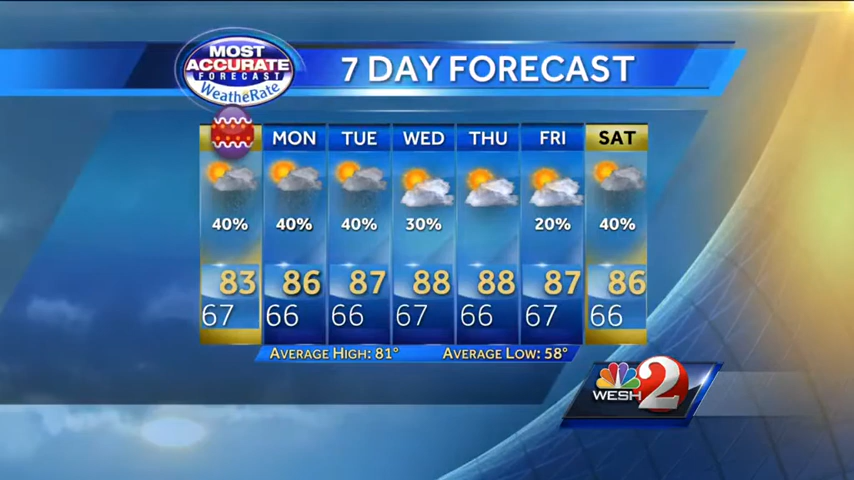 MOST
ACCURATE
FORECAST
WeatheRate
7 DAY FORECAST
MON TUE WED THU FRI SAT
40% 40% 40% 30% 20% 40%
83 86 87 88 88 87 86
67 66 66 67 66 67 66
AVERAGE HIGH: 81° AVERAGE LOW: 58°
WESH 2